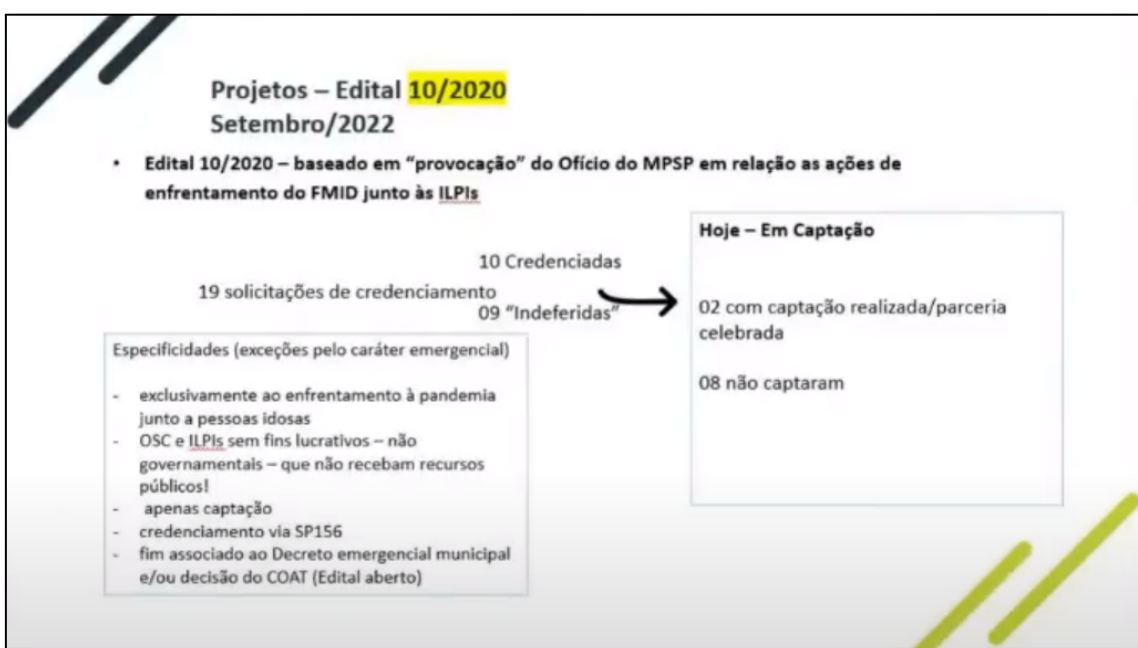 Projetos – Edital 10/2020
Setembro/2022
• Edital 10/2020 – baseado em “provocação” do Ofício do MPSP em relação as ações de
enfrentamento do FMID junto às ILPIs
10 Credenciadas
19 solicitações de credenciamento
09 “Indeferidas”
Hoje – Em Captação
02 com captação realizada/parceria
celebrada
08 não captaram
Especificidades (exceções pelo caráter emergencial)
- exclusivamente ao enfrentamento à pandemia
junto a pessoas idosas
- OSC e ILPIs sem fins lucrativos – não
governamentais – que não recebam recursos
públicos!
- apenas captação
- credenciamento via SP156
- fim associado ao Decreto emergencial municipal
e/ou decisão do COAT (Edital aberto)